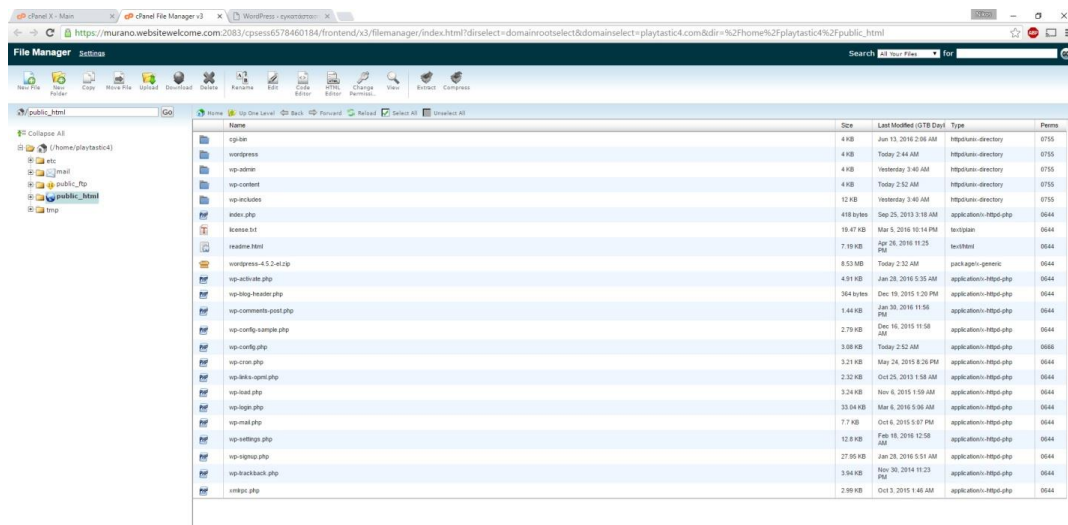 cPanel X - Main
cPanel File Manager v3
WordPress › εγκατάσταση
https://murano.websitewelcome.com:2083/cpsess6578460184/frontend/x3/filemanager/index.html?dirselect=domainrootselect&domainselect=playtastic4.com&dir=%2Fhome%2Fplaytastic4%2Fpublic_html
File Manager Settings
Search All Your Files for
New File New Folder Copy Move File Upload Download Delete Rename Edit Code Editor HTML Editor Change Permissi... View Extract Compress
/public_html Go
Home Up One Level Back Forward Reload Select All Unselect All
Collapse All
(/home/playtastic4)
etc
mail
public_ftp
public_html
tmp
Name Size Last Modified (GTB Dayl Type Perms
cgi-bin 4 KB Jun 13, 2016 2:06 AM httpd/unix-directory 0755
wordpress 4 KB Today 2:44 AM httpd/unix-directory 0755
wp-admin 4 KB Yesterday 3:40 AM httpd/unix-directory 0755
wp-content 4 KB Today 2:52 AM httpd/unix-directory 0755
wp-includes 12 KB Yesterday 3:40 AM httpd/unix-directory 0755
index.php 418 bytes Sep 25, 2013 3:18 AM application/x-httpd-php 0644
license.txt 19.47 KB Mar 5, 2016 10:14 PM text/plain 0644
readme.html 7.19 KB Apr 26, 2016 11:25 PM text/html 0644
wordpress-4.5.2-el.zip 8.53 MB Today 2:32 AM package/x-generic 0644
wp-activate.php 4.91 KB Jan 28, 2016 5:35 AM application/x-httpd-php 0644
wp-blog-header.php 364 bytes Dec 19, 2015 1:20 PM application/x-httpd-php 0644
wp-comments-post.php 1.44 KB Jan 30, 2016 11:56 PM application/x-httpd-php 0644
wp-config-sample.php 2.79 KB Dec 16, 2015 11:58 AM application/x-httpd-php 0644
wp-config.php 3.08 KB Today 2:52 AM application/x-httpd-php 0666
wp-cron.php 3.21 KB May 24, 2015 8:26 PM application/x-httpd-php 0644
wp-links-opml.php 2.32 KB Oct 25, 2013 1:58 AM application/x-httpd-php 0644
wp-load.php 3.24 KB Nov 6, 2015 1:59 AM application/x-httpd-php 0644
wp-login.php 33.04 KB Mar 6, 2016 5:06 AM application/x-httpd-php 0644
wp-mail.php 7.7 KB Oct 6, 2015 5:07 PM application/x-httpd-php 0644
wp-settings.php 12.8 KB Feb 18, 2016 12:58 AM application/x-httpd-php 0644
wp-signup.php 27.95 KB Jan 28, 2016 5:51 AM application/x-httpd-php 0644
wp-trackback.php 3.94 KB Nov 30, 2014 11:23 PM application/x-httpd-php 0644
xmlrpc.php 2.99 KB Oct 3, 2015 1:46 AM application/x-httpd-php 0644